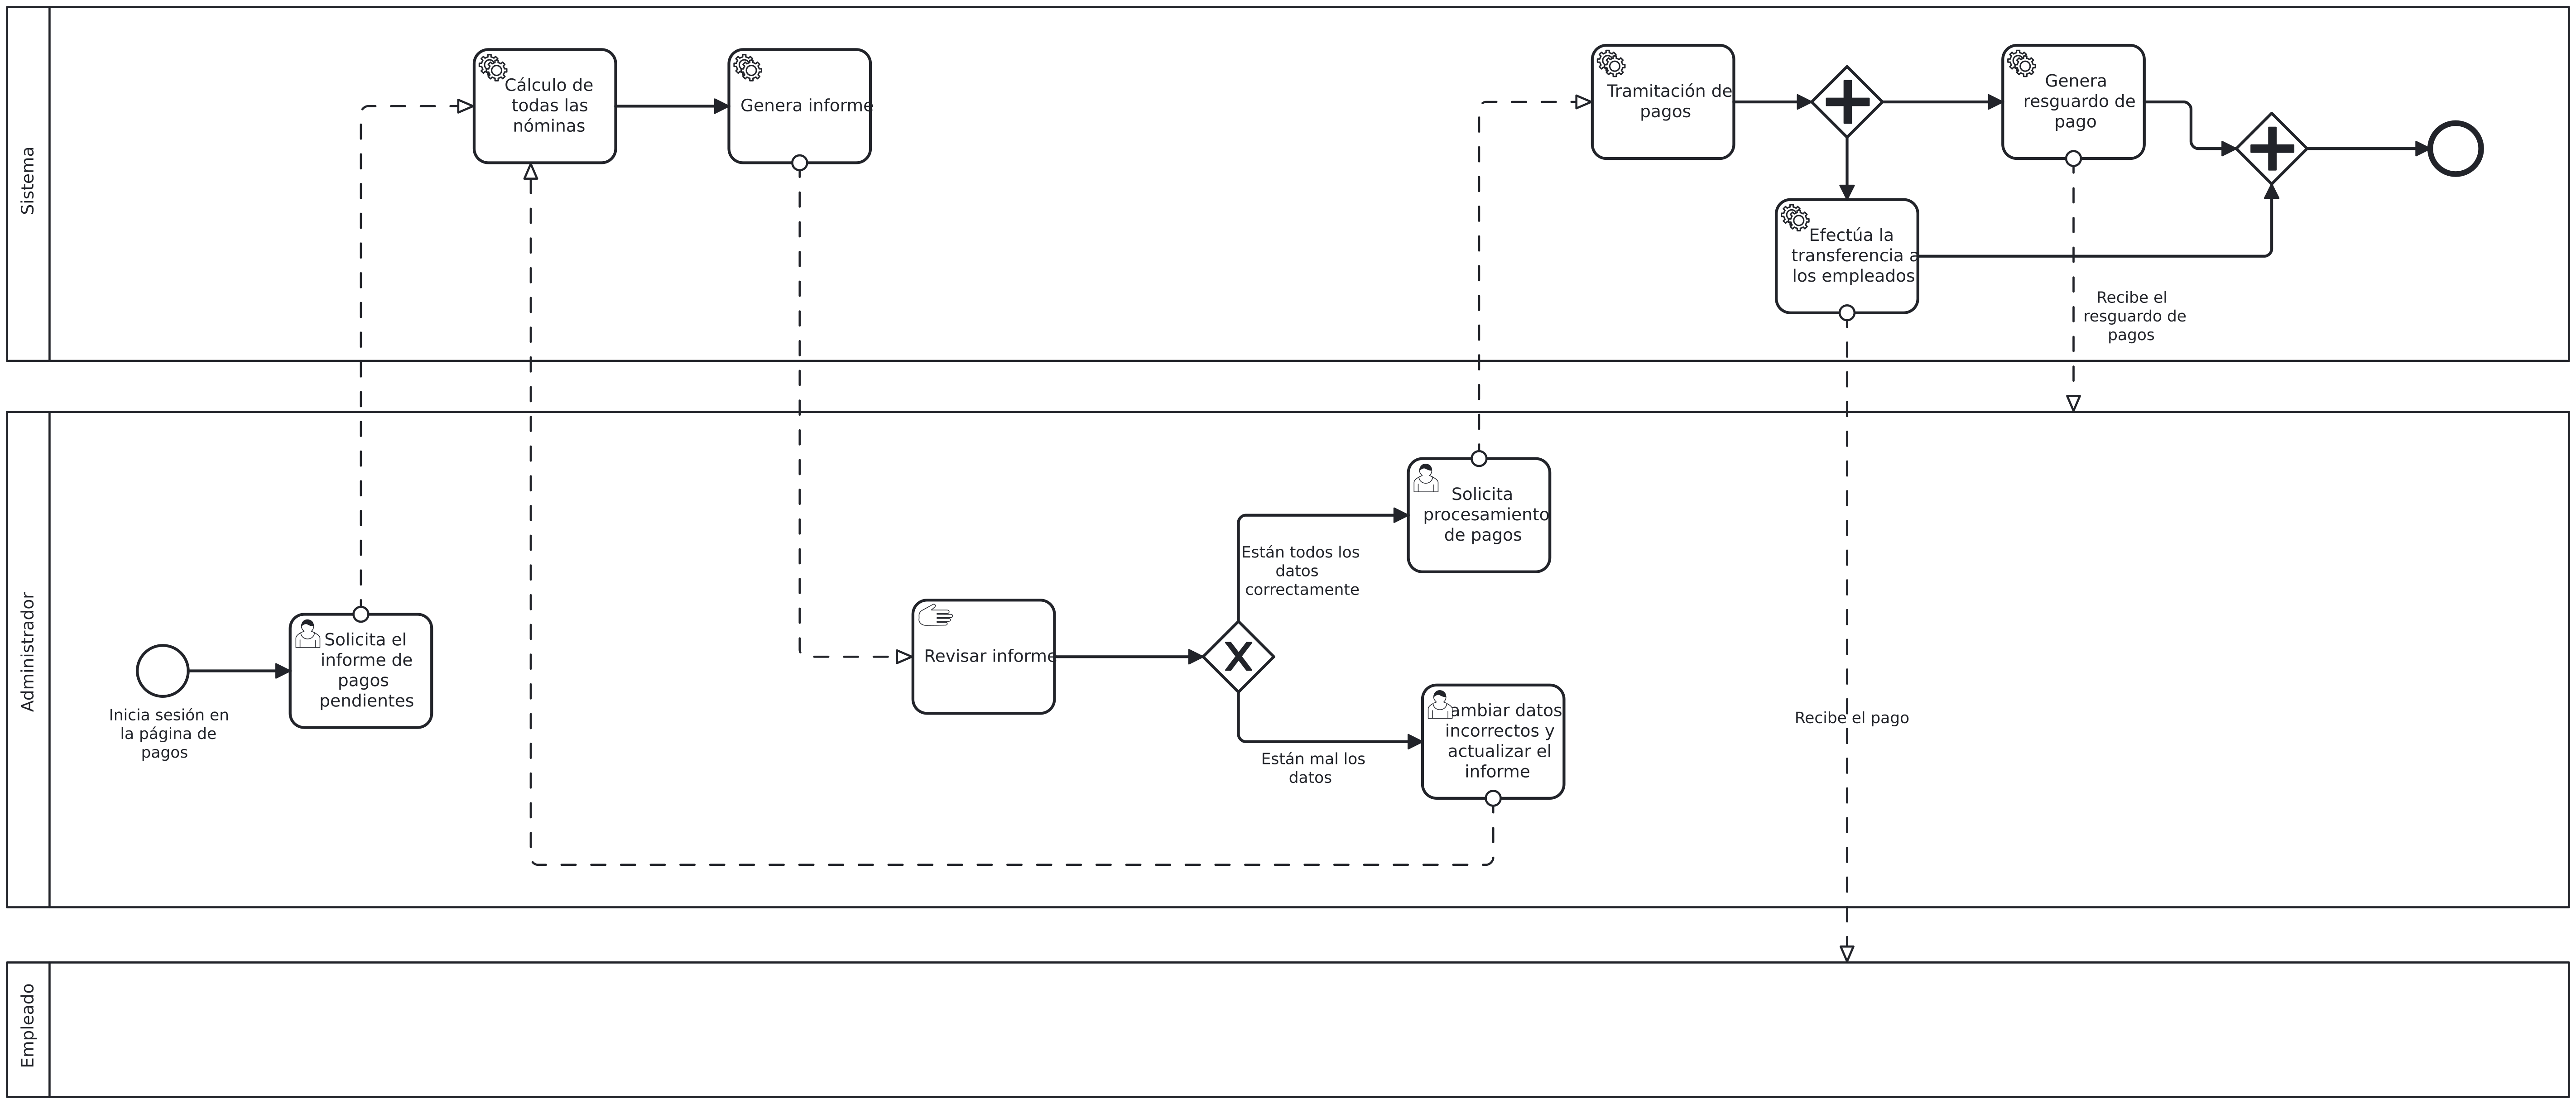 Sistema
Cálculo de
todas las
nóminas
Genera informe
Tramitación de
pagos
Genera
resguardo de
pago
Efectúa la
transferencia a
los empleados
Recibe el
resguardo de
pagos
Administrador
Inicia sesión en
la página de
pagos
Solicita el
informe de
pagos
pendientes
Revisar informe
Están todos los
datos
correctamente
Solicita
procesamiento
de pagos
Están mal los
datos
ambiar datos
incorrectos y
actualizar el
informe
Recibe el pago
Empleado